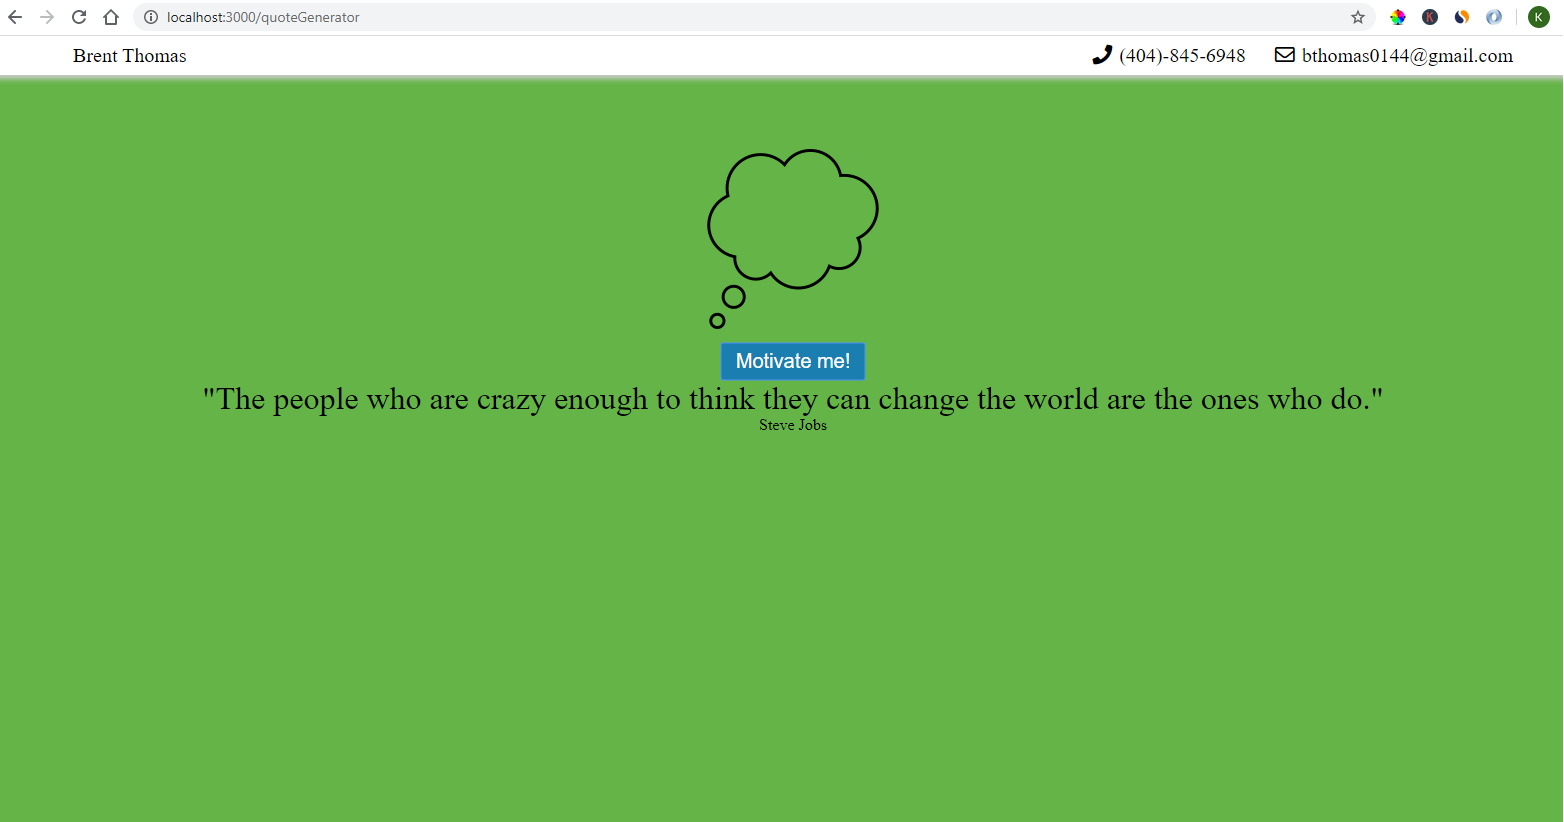 localhost:3000/quoteGenerator
K
K
Brent Thomas
(404)-845-6948
bthomas0144@gmail.com
Motivate me!
"The people who are crazy enough to think they can change the world are the ones who do."
Steve Jobs